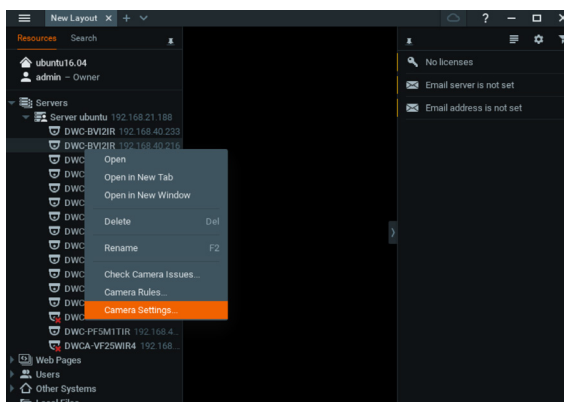 New Layout
?
Resources Search
ubuntu16.04
admin – Owner
Servers
Server ubuntu 192.168.21.188
DWC-BVI2IR 192.168.40.233
DWC-BVI2IR 192.168.40.216
DWC
DWC
DWC
DWC
DWC
DWC
DWC
DWC
DWC
DWC
DWC
DWC
DWC-PF5M1TIR 192.168.4...
DWCA-VF25WIR4 192.168...
Web Pages
Users
Other Systems
Local Files
Open
Open in New Tab
Open in New Window
Delete Del
Rename F2
Check Camera Issues...
Camera Rules...
Camera Settings...
No licenses
Email server is not set
Email address is not set